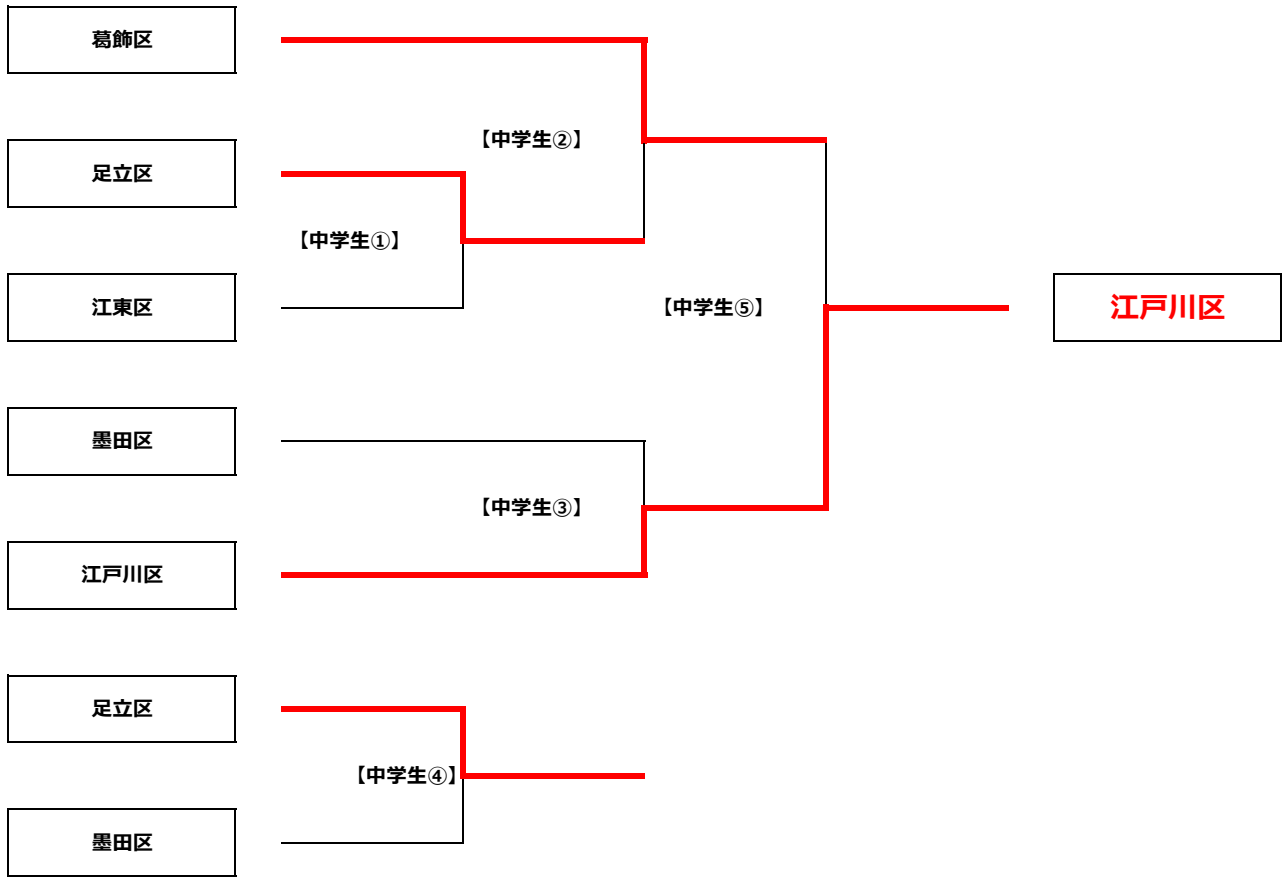 葛飾区
【中学生②】
足立区
【中学生①】
江東区
【中学生⑤】
江戸川区
墨田区
【中学生③】
江戸川区
足立区
【中学生④】
墨田区